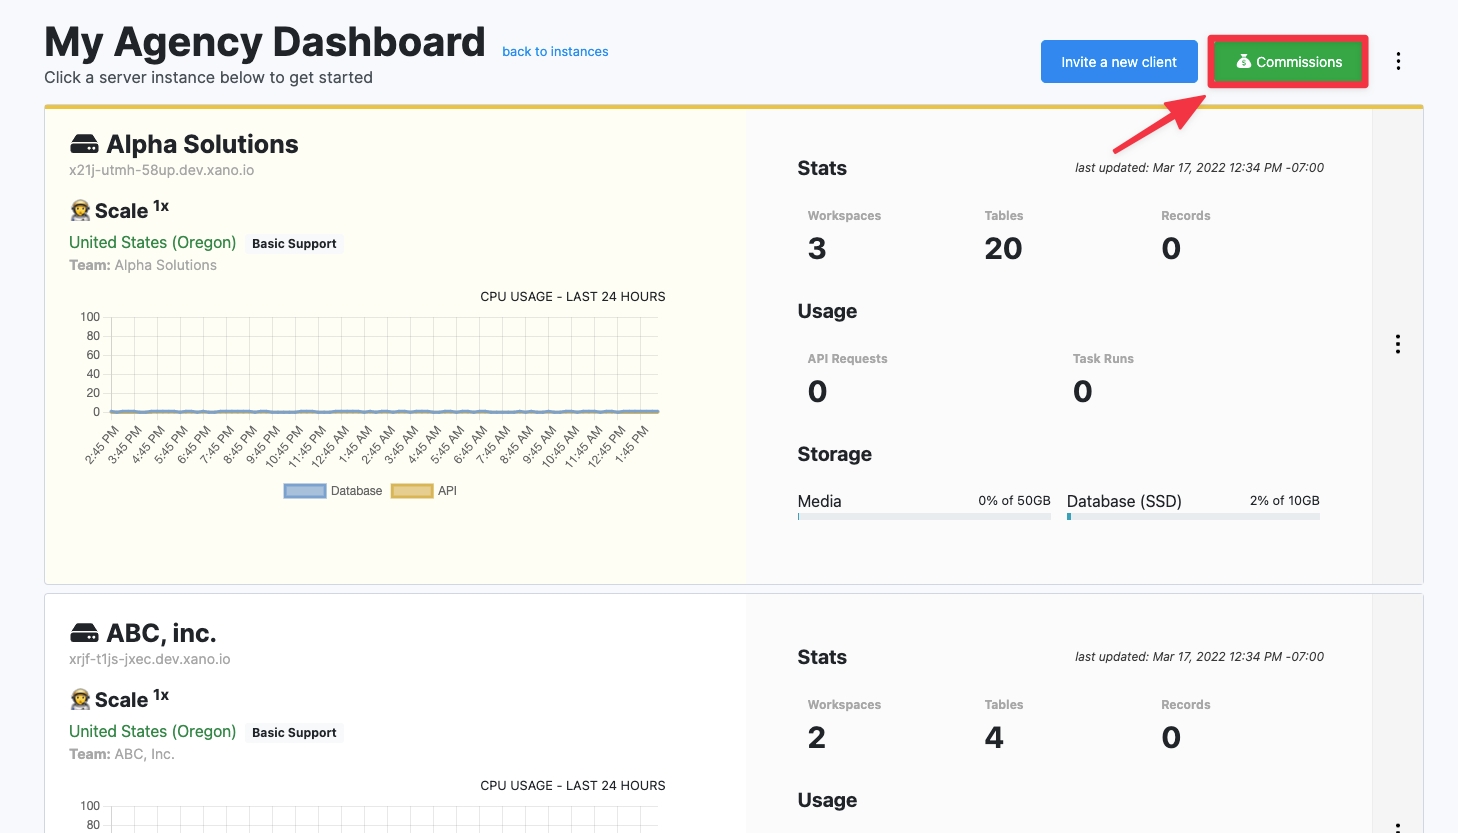 My Agency Dashboard back to instances
Click a server instance below to get started
Invite a new client
Commissions
Alpha Solutions
x21j-utmh-58up.dev.xano.io
Scale 1x
United States (Oregon) Basic Support
Team: Alpha Solutions
CPU USAGE - LAST 24 HOURS
100
80
60
40
20
0
2:45 PM 3:45 PM 4:45 PM 5:45 PM 6:45 PM 7:45 PM 8:45 PM 9:45 PM 10:45 PM 11:45 PM 12:45 AM 1:45 AM 2:45 AM 3:45 AM 4:45 AM 5:45 AM 6:45 AM 7:45 AM 8:45 AM 9:45 AM 10:45 AM 11:45 AM 12:45 PM 1:45 PM
Database API
Stats last updated: Mar 17, 2022 12:34 PM -07:00
Workspaces Tables Records
3 20 0
Usage
API Requests Task Runs
0 0
Storage
Media 0% of 50GB Database (SSD) 2% of 10GB
ABC, inc.
xrjf-t1js-jxec.dev.xano.io
Scale 1x
United States (Oregon) Basic Support
Team: ABC, Inc.
CPU USAGE - LAST 24 HOURS
100
80
Stats last updated: Mar 17, 2022 12:34 PM -07:00
Workspaces Tables Records
2 4 0
Usage